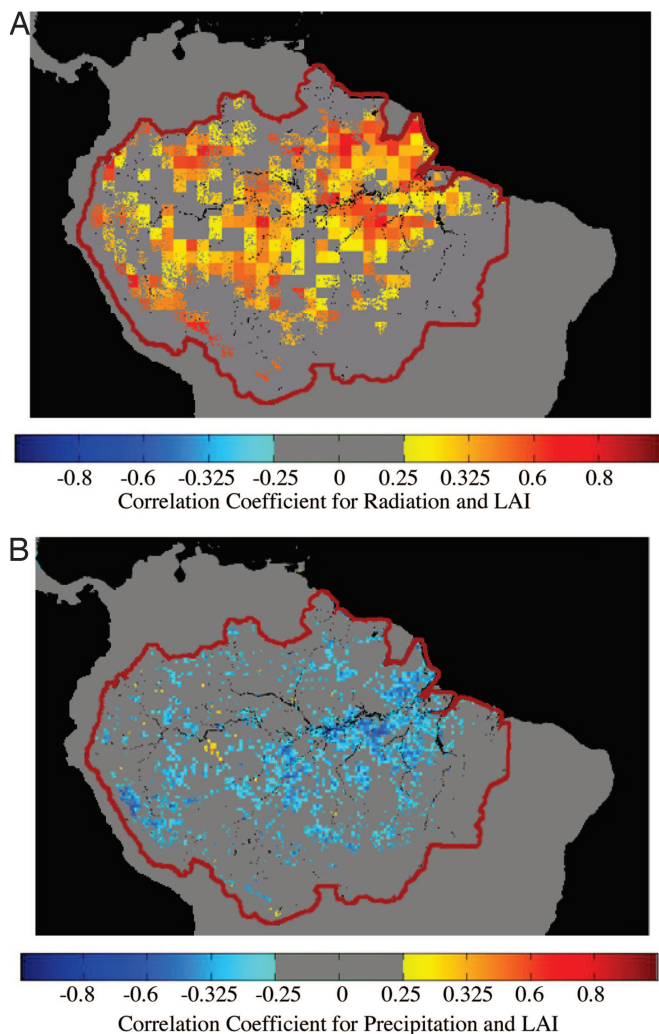 A
-0.8 -0.6 -0.325 -0.25 0 0.25 0.325 0.6 0.8
Correlation Coefficient for Radiation and LAI
B
-0.8 -0.6 -0.325 -0.25 0 0.25 0.325 0.6 0.8
Correlation Coefficient for Precipitation and LAI